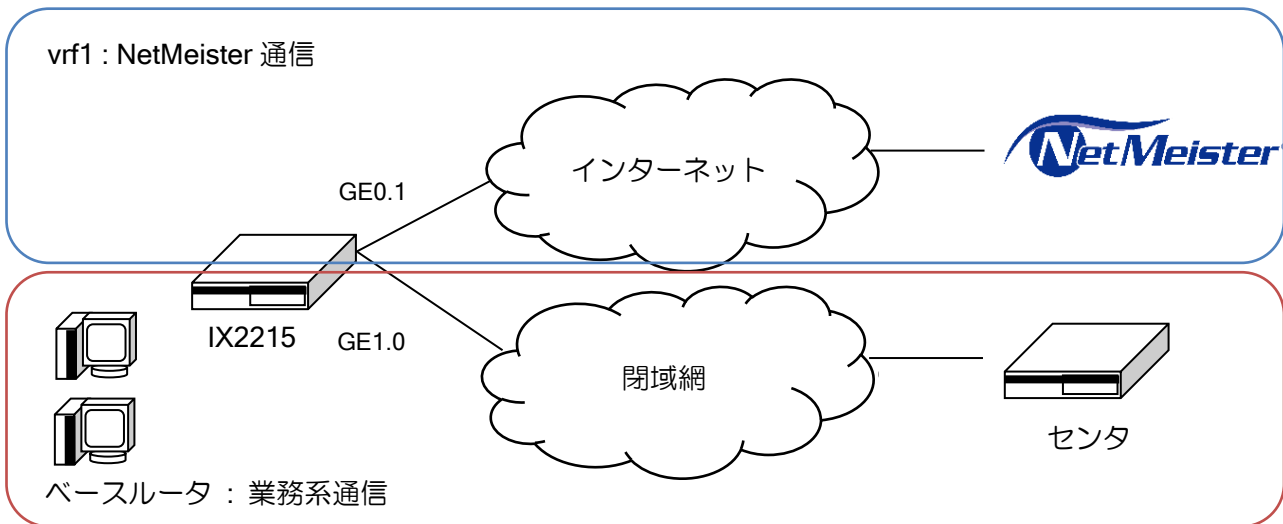 vrf1 : NetMeister 通信
インターネット
NetMeister
GE0.1
IX2215
GE1.0
閉域網
センタ
ベースルータ : 業務系通信